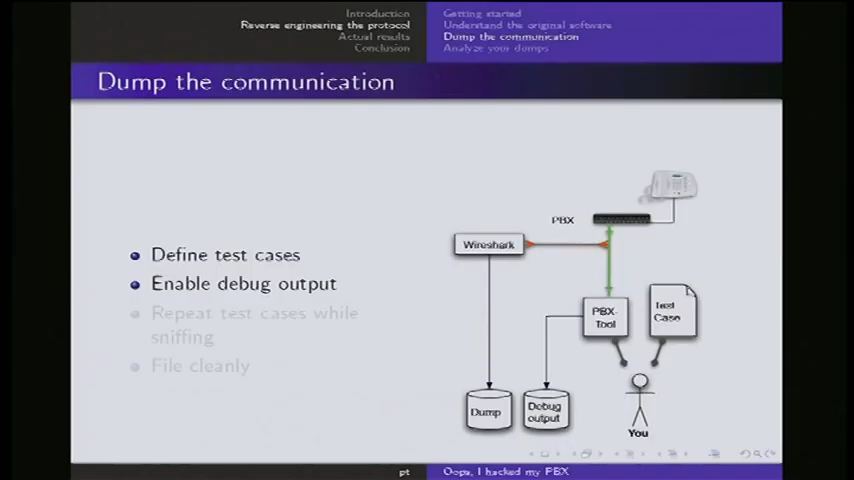 Introduction
Reverse engineering the protocol
Actual results
Conclusion
Getting started
Understand the original software
Dump the communication
Analyze your dumps
Dump the communication
Define test cases
Enable debug output
Repeat test cases while
sniffing
File cleanly
PBX
Wireshark
PBX-
Tool
Test
Case
Dump
Debug
output
You
pt
Oops, I hacked my PBX